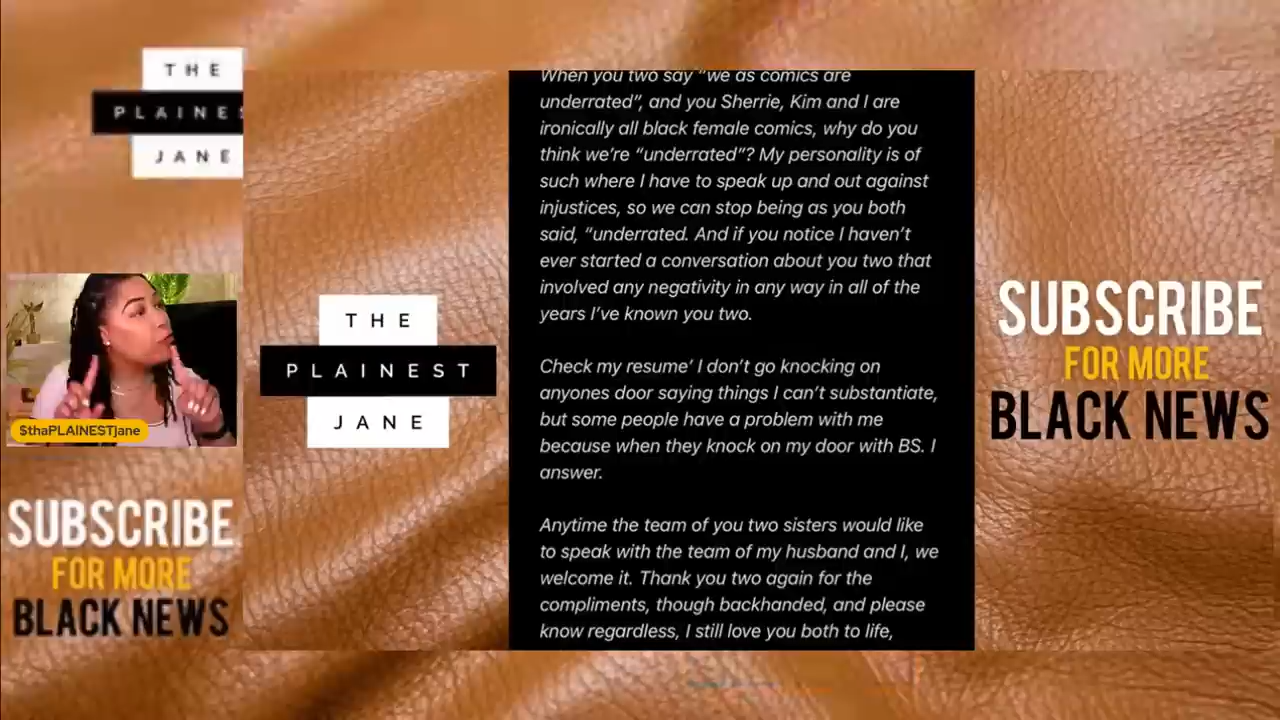 THE
PLAINES
JANE
$thaPLAINESTjane
SUBSCRIBE
FOR MORE
BLACK NEWS
THE
PLAINEST
JANE
When you two say “we as comics are
underrated”, and you Sherrie, Kim and I are
ironically all black female comics, why do you
think we’re “underrated”? My personality is of
such where I have to speak up and out against
injustices, so we can stop being as you both
said, “underrated. And if you notice I haven’t
ever started a conversation about you two that
involved any negativity in any way in all of the
years I’ve known you two.
Check my resume’ I don’t go knocking on
anyones door saying things I can’t substantiate,
but some people have a problem with me
because when they knock on my door with BS. I
answer.
Anytime the team of you two sisters would like
to speak with the team of my husband and I, we
welcome it. Thank you two again for the
compliments, though backhanded, and please
know regardless, I still love you both to life,
SUBSCRIBE
FOR MORE
BLACK NEWS